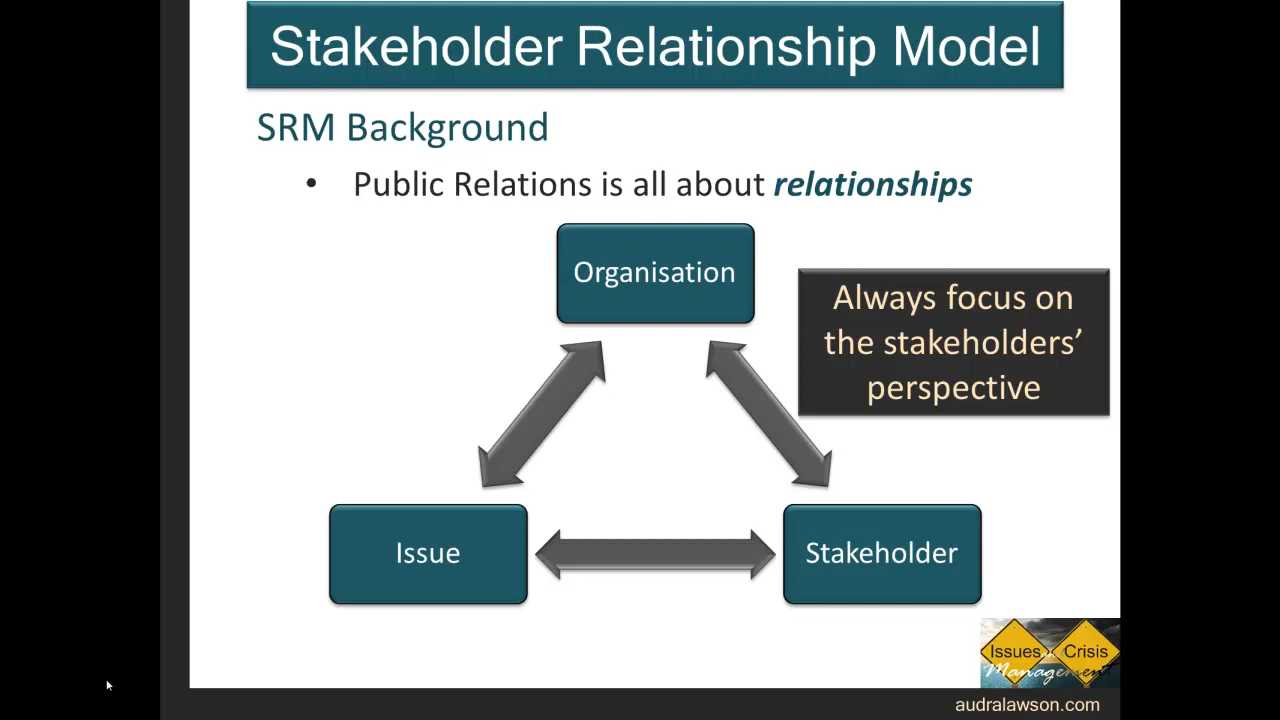 Stakeholder Relationship Model
SRM Background
• Public Relations is all about relationships
Organisation
Always focus on
the stakeholders’
perspective
Issue
Stakeholder
Issues Crisis
Management
audralawson.com